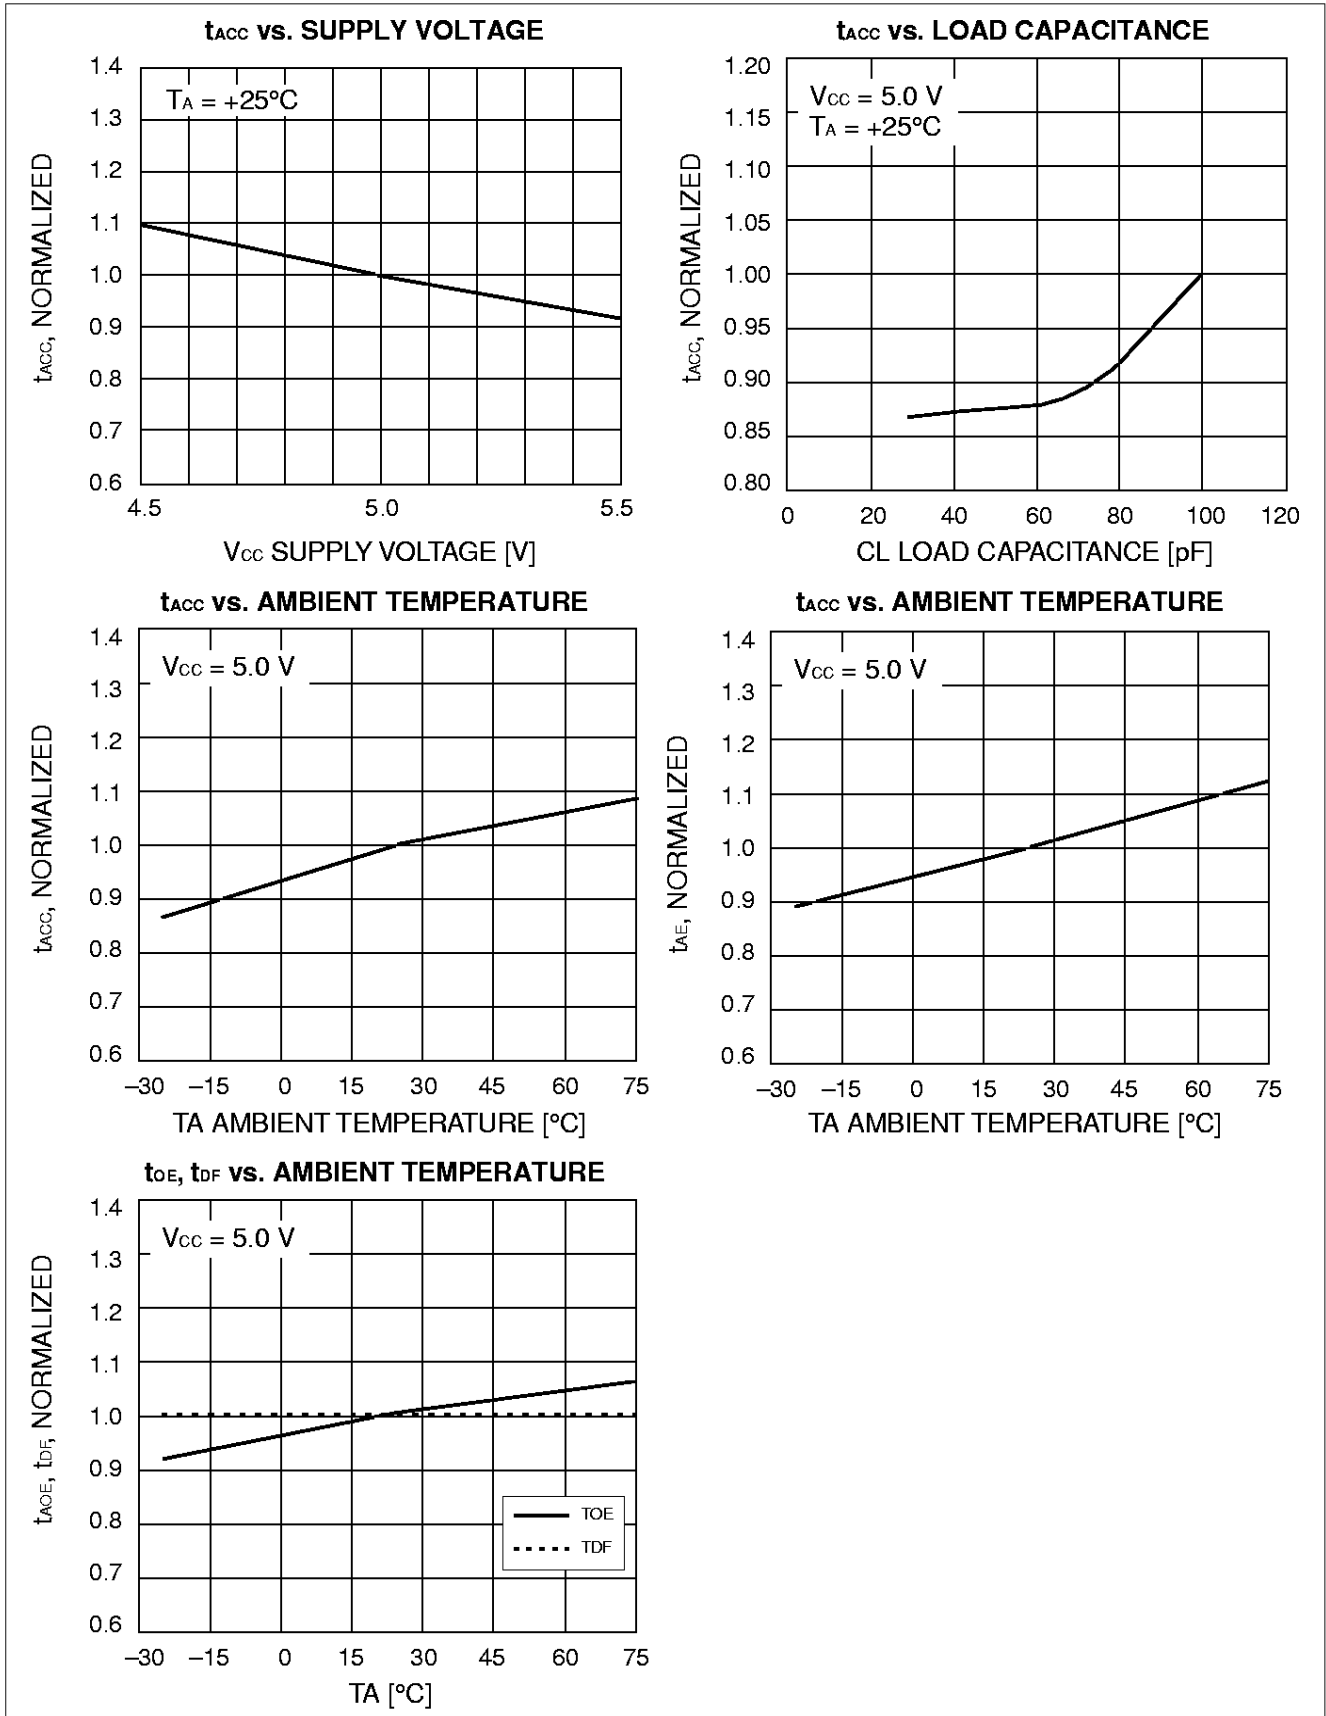 tACC vs. SUPPLY VOLTAGE
1.4
1.3
1.2
1.1
1.0
0.9
0.8
0.7
0.6
tACC, NORMALIZED
TA = +25°C
4.5 5.0 5.5
VCC SUPPLY VOLTAGE [V]
tACC vs. LOAD CAPACITANCE
1.20
1.15
1.10
1.05
1.00
0.95
0.90
0.85
0.80
tACC, NORMALIZED
VCC = 5.0 V
TA = +25°C
0 20 40 60 80 100 120
CL LOAD CAPACITANCE [pF]
tACC vs. AMBIENT TEMPERATURE
1.4
1.3
1.2
1.1
1.0
0.9
0.8
0.7
0.6
tACC, NORMALIZED
VCC = 5.0 V
–30 –15 0 15 30 45 60 75
TA AMBIENT TEMPERATURE [°C]
tACC vs. AMBIENT TEMPERATURE
1.4
1.3
1.2
1.1
1.0
0.9
0.8
0.7
0.6
tAE, NORMALIZED
VCC = 5.0 V
–30 –15 0 15 30 45 60 75
TA AMBIENT TEMPERATURE [°C]
tOE, tDF vs. AMBIENT TEMPERATURE
1.4
1.3
1.2
1.1
1.0
0.9
0.8
0.7
0.6
tAOE, tDF, NORMALIZED
VCC = 5.0 V
TOE
TDF
–30 –15 0 15 30 45 60 75
TA [°C]